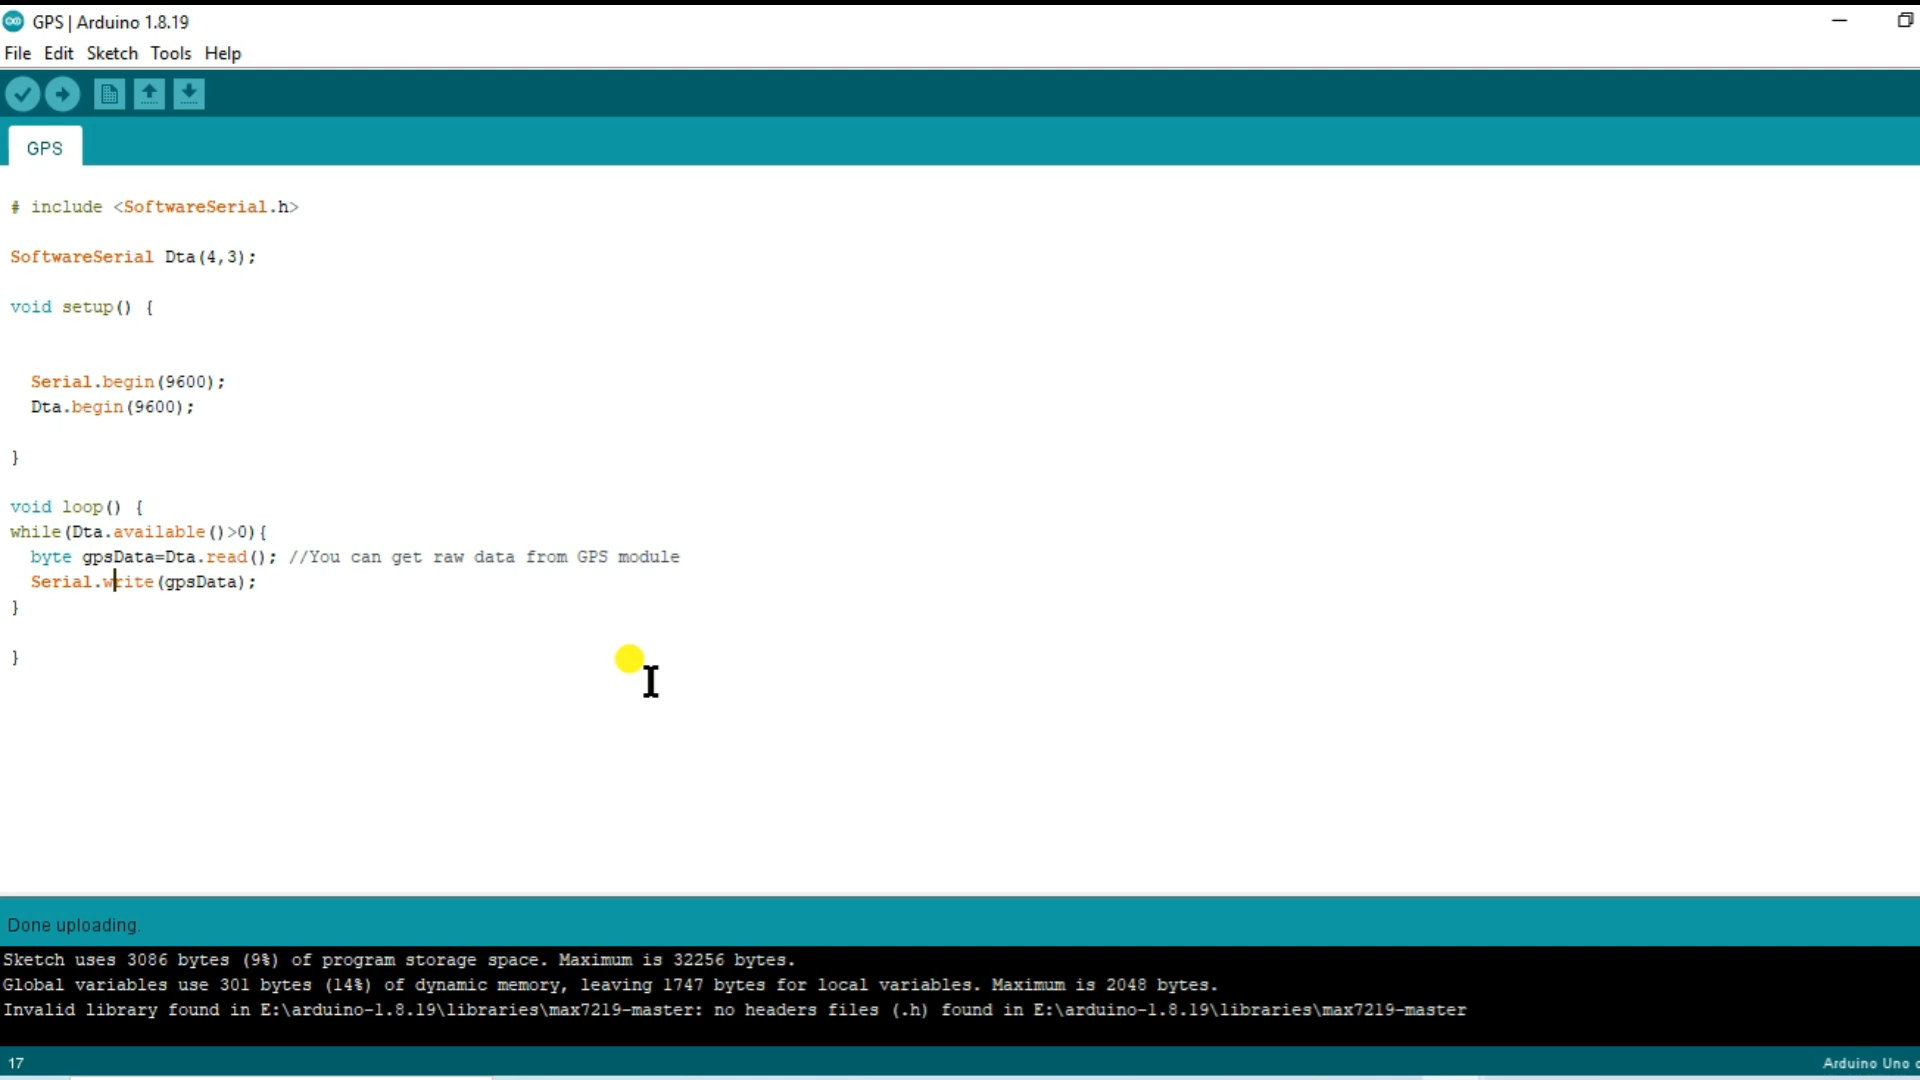 GPS | Arduino 1.8.19
File Edit Sketch Tools Help
GPS
# include <SoftwareSerial.h>
SoftwareSerial Dta(4,3);
void setup() {
Serial.begin(9600);
Dta.begin(9600);
}
void loop() {
while(Dta.available()>0){
byte gpsData=Dta.read(); //You can get raw data from GPS module
Serial.write(gpsData);
}
}
Done uploading.
Sketch uses 3086 bytes (9%) of program storage space. Maximum is 32256 bytes.
Global variables use 301 bytes (14%) of dynamic memory, leaving 1747 bytes for local variables. Maximum is 2048 bytes.
Invalid library found in E:\arduino-1.8.19\libraries\max7219-master: no headers files (.h) found in E:\arduino-1.8.19\libraries\max7219-master
17 Arduino Uno